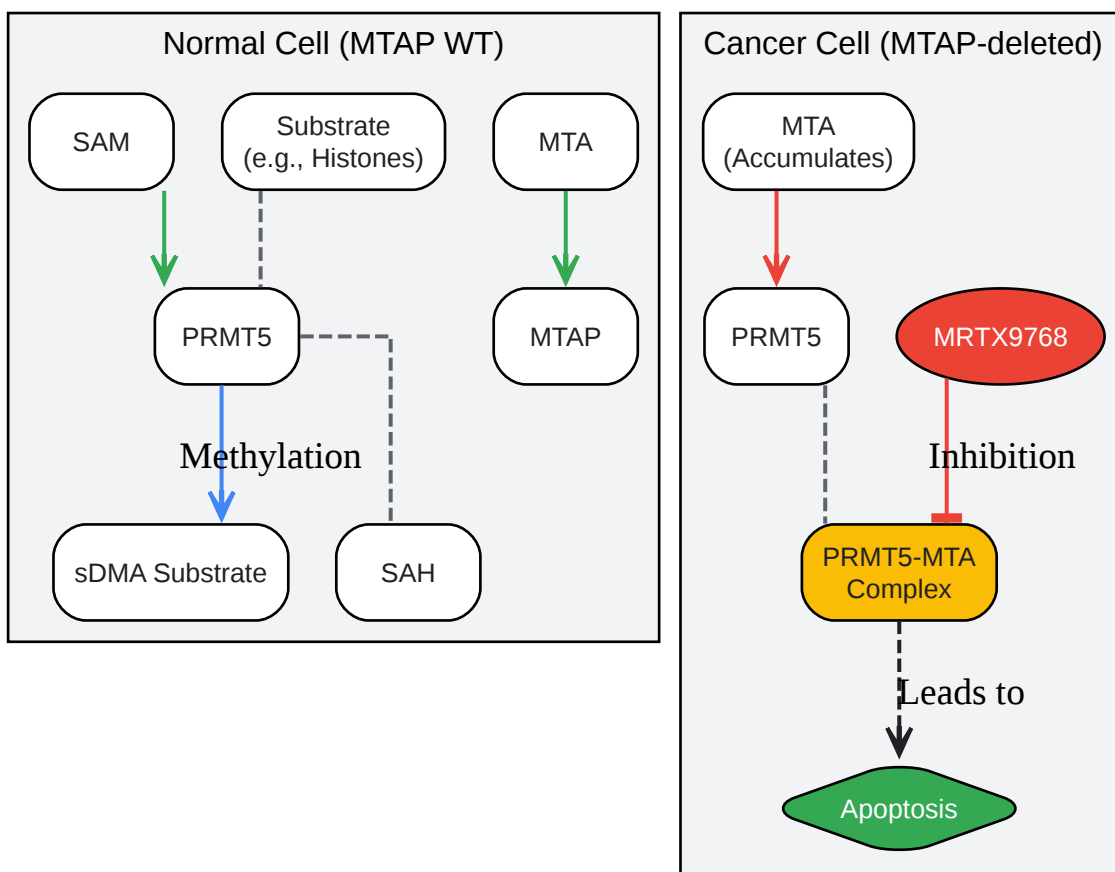 Normal Cell (MTAP WT)
SAM
Substrate
(e.g., Histones)
MTA
PRMT5
MTAP
Methylation
sDMA Substrate
SAH
Cancer Cell (MTAP-deleted)
MTA
(Accumulates)
PRMT5
MRTX9768
Inhibition
PRMT5-MTA
Complex
Leads to
Apoptosis